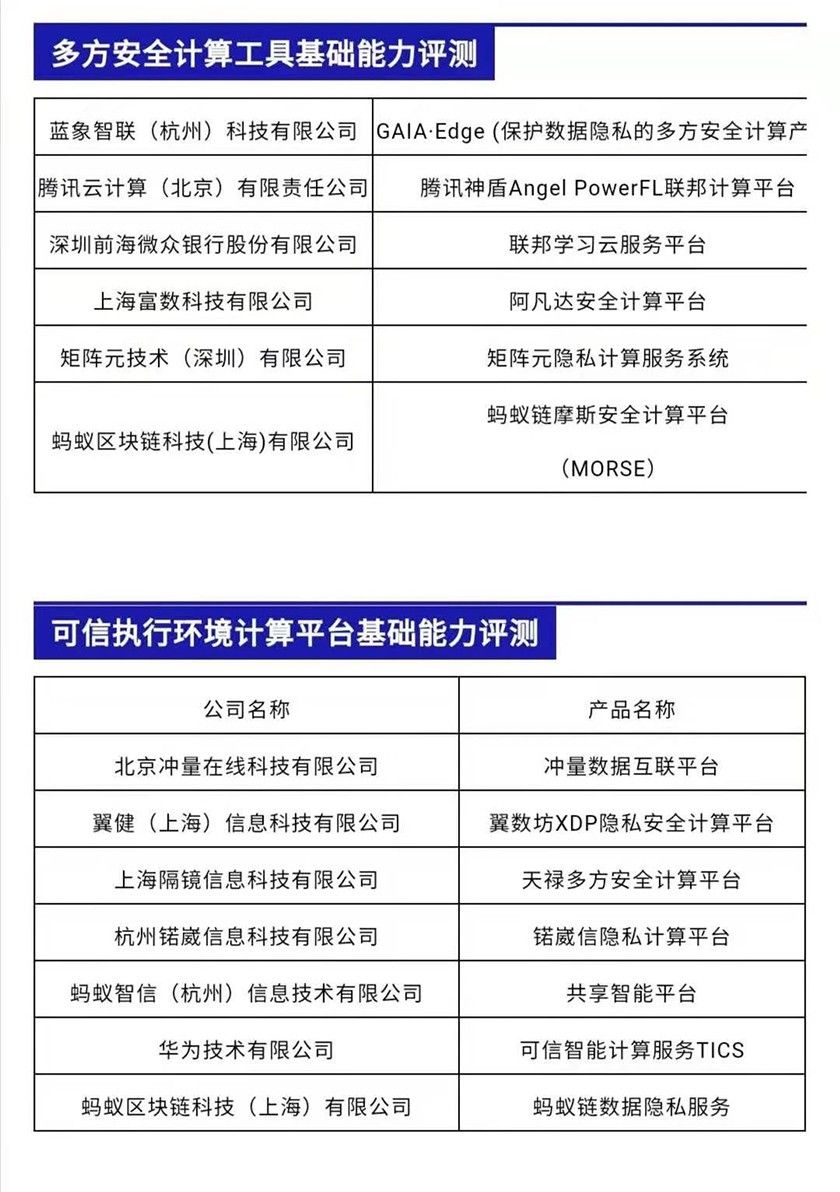 多方安全计算工具基础能力评测
蓝象智联（杭州）科技有限公司 GAIA·Edge (保护数据隐私的多方安全计算产
腾讯云计算（北京）有限责任公司 腾讯神盾Angel PowerFL联邦计算平台
深圳前海微众银行股份有限公司 联邦学习云服务平台
上海富数科技有限公司 阿凡达安全计算平台
矩阵元技术（深圳）有限公司 矩阵元隐私计算服务系统
蚂蚁区块链科技(上海)有限公司 蚂蚁链摩斯安全计算平台
（MORSE）
可信执行环境计算平台基础能力评测
公司名称 产品名称
北京冲量在线科技有限公司 冲量数据互联平台
翼健（上海）信息科技有限公司 翼数坊XDP隐私安全计算平台
上海隔镜信息科技有限公司 天禄多方安全计算平台
杭州锘崴信息科技有限公司 锘崴信隐私计算平台
蚂蚁智信（杭州）信息技术有限公司 共享智能平台
华为技术有限公司 可信智能计算服务TICS
蚂蚁区块链科技（上海）有限公司 蚂蚁链数据隐私服务